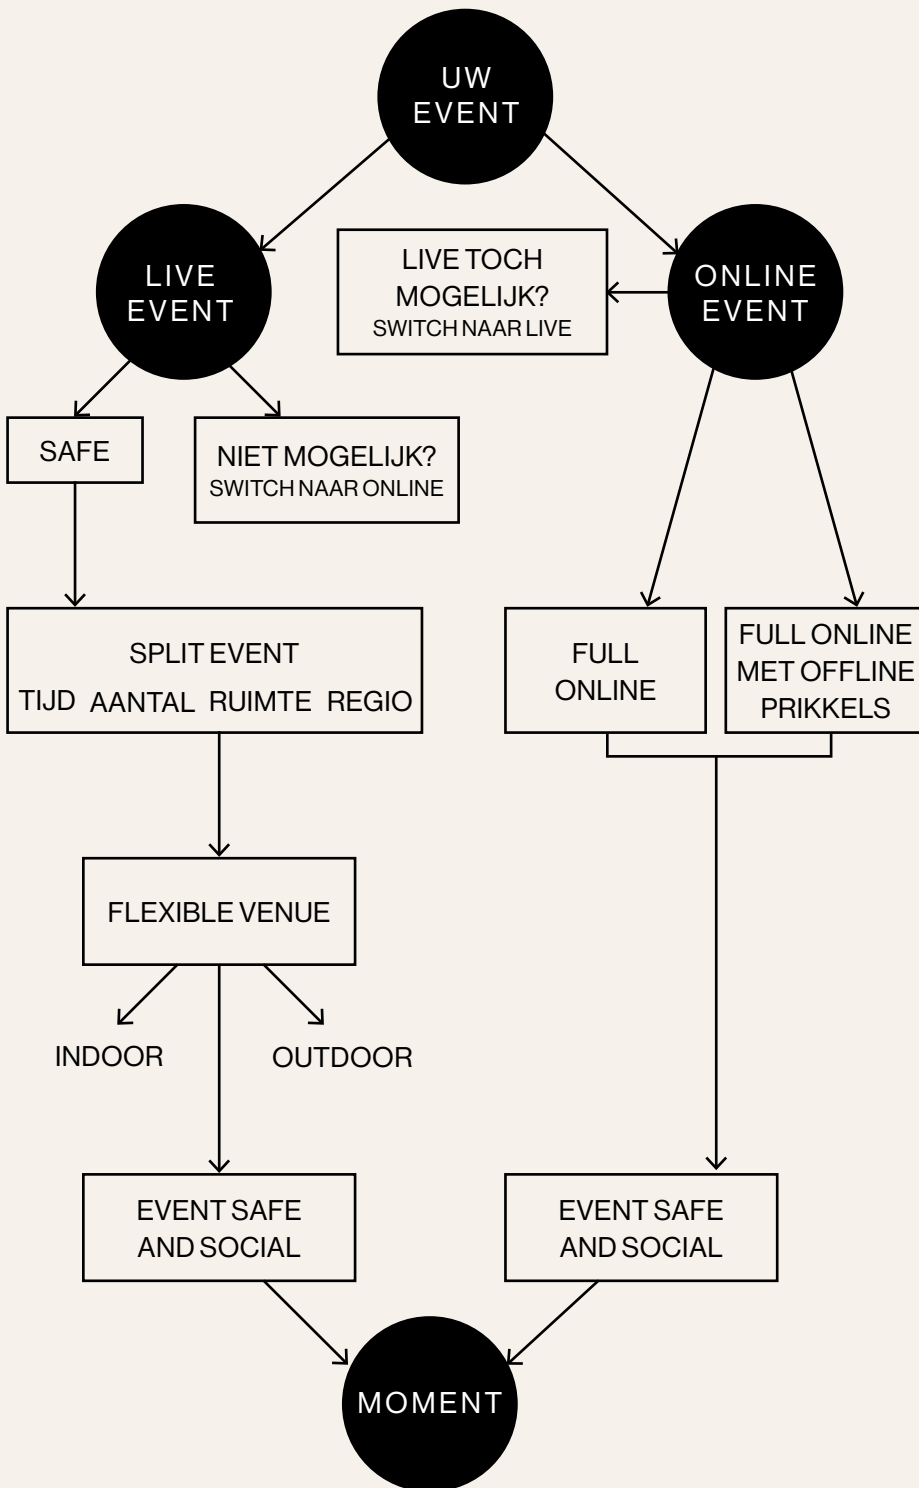 UW
EVENT
LIVE
EVENT
LIVE TOCH
MOGELIJK?
SWITCH NAAR LIVE
ONLINE
EVENT
SAFE
NIET MOGELIJK?
SWITCH NAAR ONLINE
SPLIT EVENT
TIJD AANTAL RUIMTE REGIO
FULL
ONLINE
FULL ONLINE
MET OFFLINE
PRIKKELS
FLEXIBLE VENUE
INDOOR
OUTDOOR
EVENT SAFE
AND SOCIAL
EVENT SAFE
AND SOCIAL
MOMENT